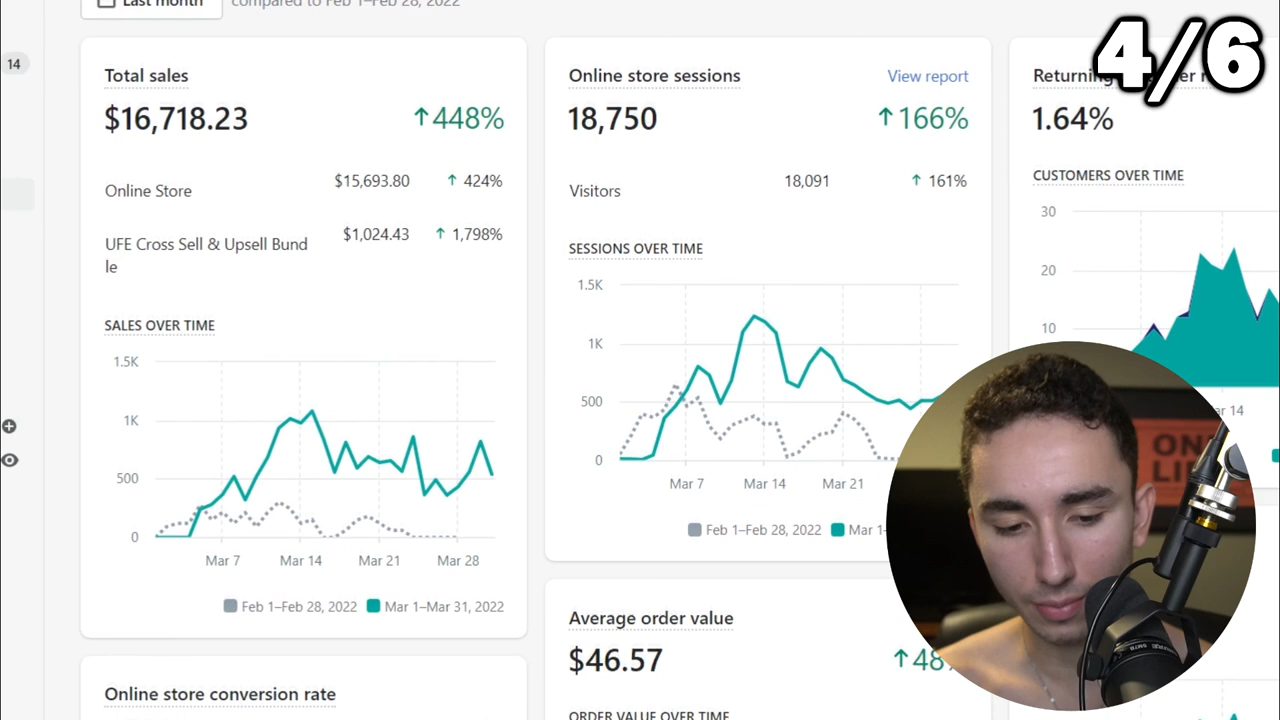 Last month
compared to Feb 1–Feb 28, 2022
4/6
14
Total sales
$16,718.23
↑448%
Online Store
$15,693.80
↑ 424%
UFE Cross Sell & Upsell Bund
le
$1,024.43
↑ 1,798%
SALES OVER TIME
1.5K
1K
500
0
Mar 7
Mar 14
Mar 21
Mar 28
Feb 1–Feb 28, 2022
Mar 1–Mar 31, 2022
Online store conversion rate
Online store sessions
View report
18,750
↑166%
Visitors
18,091
↑ 161%
SESSIONS OVER TIME
1.5K
1K
500
0
Mar 7
Mar 14
Mar 21
Feb 1–Feb 28, 2022
Mar 1–
Average order value
$46.57
↑48
ORDER VALUE OVER TIME
Returning
1.64%
CUSTOMERS OVER TIME
30
20
10
ar 14
SM7B